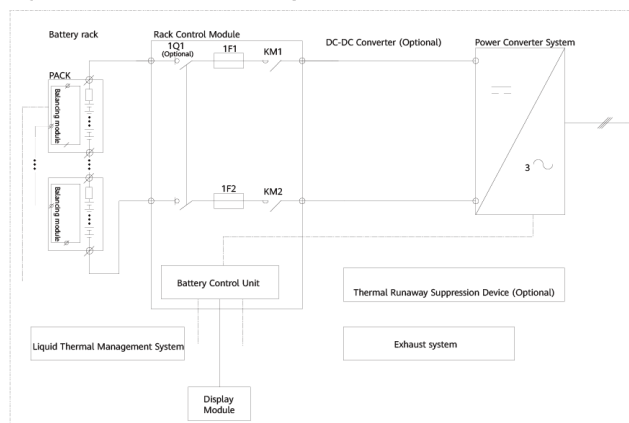 Battery rack
Rack Control Module
1Q1
(Optional)
1F1
KM1
DC-DC Converter (Optional)
Power Converter System
PACK
Balancing module
3
Balancing module
1F2
KM2
Battery Control Unit
Thermal Runaway Suppression Device (Optional)
Liquid Thermal Management System
Exhaust system
Display
Module